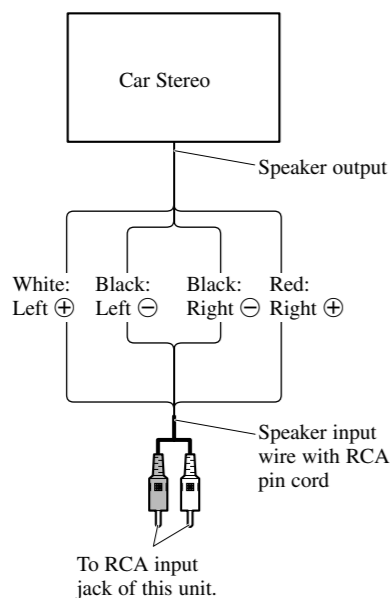 Car Stereo
Speaker output
White:
Left ⊕
Black:
Left ⊖
Black:
Right ⊖
Red:
Right ⊕
Speaker input
wire with RCA
pin cord
To RCA input
jack of this unit.